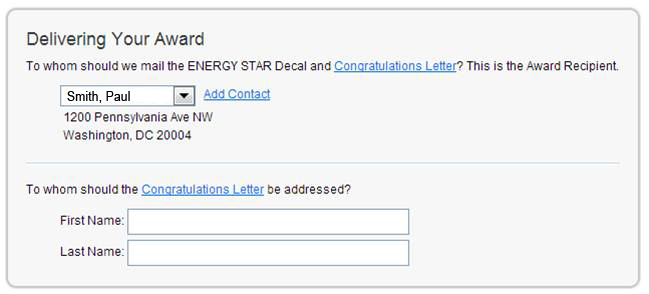 Delivering Your Award
To whom should we mail the ENERGY STAR Decal and Congratulations Letter? This is the Award Recipient.
Smith, Paul Add Contact
1200 Pennsylvania Ave NW
Washington, DC 20004
To whom should the Congratulations Letter be addressed?
First Name:
Last Name: